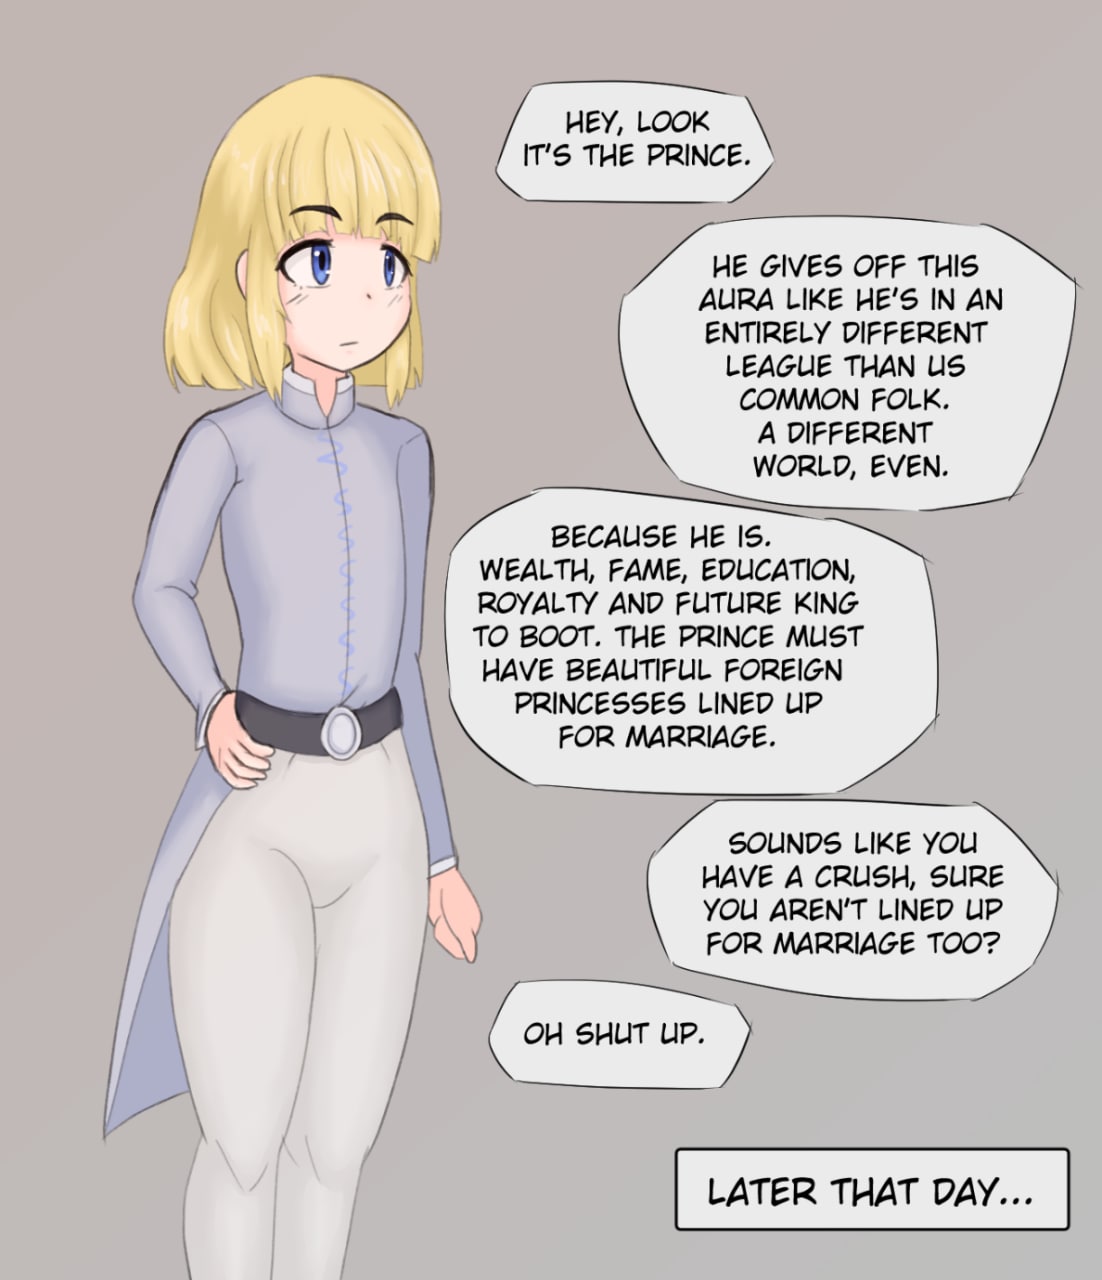 HEY, LOOK
IT'S THE PRINCE.
HE GIVES OFF THIS
AURA LIKE HE'S IN AN
ENTIRELY DIFFERENT
LEAGUE THAN US
COMMON FOLK.
A DIFFERENT
WORLD, EVEN.
BECAUSE HE IS.
WEALTH, FAME, EDUCATION,
ROYALTY AND FUTURE KING
TO BOOT. THE PRINCE MUST
HAVE BEAUTIFUL FOREIGN
PRINCESSES LINED UP
FOR MARRIAGE.
SOUNDS LIKE YOU
HAVE A CRUSH, SURE
YOU AREN'T LINED UP
FOR MARRIAGE TOO?
OH SHUT UP.
LATER THAT DAY...